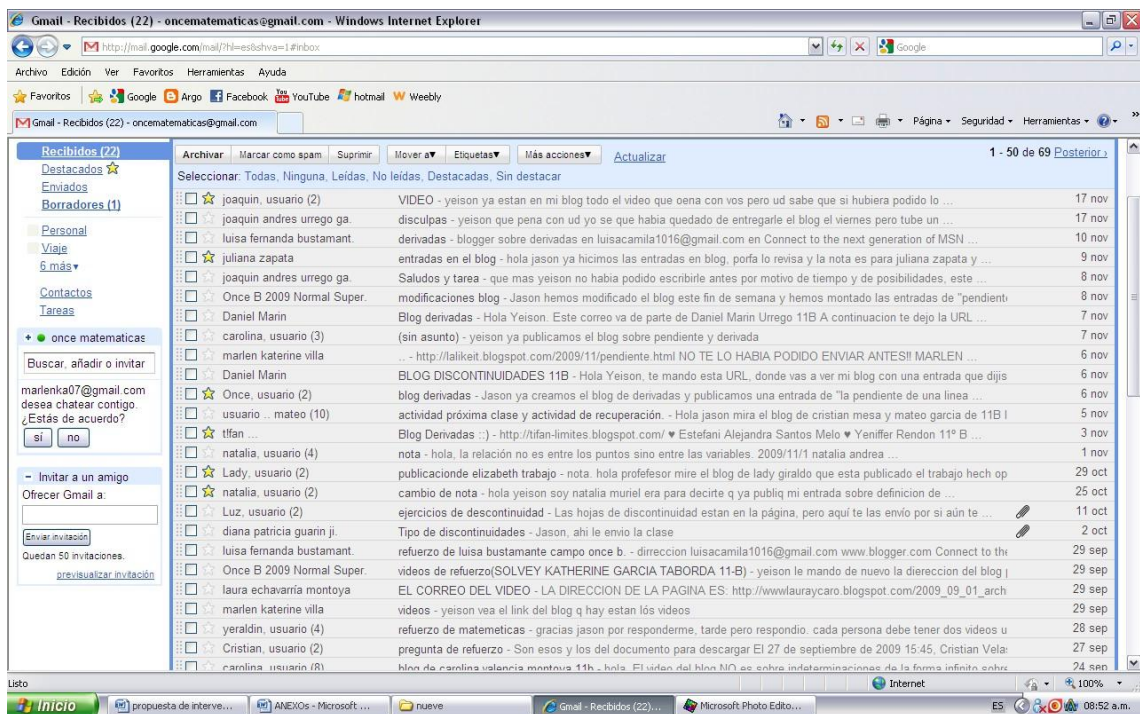 Gmail - Recibidos (22) - oncematematicas@gmail.com - Windows Internet Explorer
http://mail.google.com/mail/?hl=es&shva=1#inbox
Google
Archivo Edición Ver Favoritos Herramientas Ayuda
Favoritos Google Argo Facebook YouTube hotmail Weebly
Gmail - Recibidos (22) - oncematematicas@gmail.com Página Seguridad Herramientas
Recibidos (22)
Destacados
Enviados
Borradores (1)
Personal
Viaje
6 más
Contactos
Tareas
once matematicas
Buscar, añadir o invitar
marlenka07@gmail.com
desea chatear contigo.
¿Estás de acuerdo?
sí no
Invitar a un amigo
Ofrecer Gmail a:
Enviar invitación
Quedan 50 invitaciones.
previsualizar invitación
Archivar Marcar como spam Suprimir Mover a Etiquetas Más acciones Actualizar 1 - 50 de 69 Posterior ›
Seleccionar: Todas, Ninguna, Leídas, No leídas, Destacadas, Sin destacar
joaquin, usuario (2) VIDEO - yeison ya estan en mi blog todo el video que oena con vos pero ud sabe que si hubiera podido lo ... 17 nov
joaquin andres urrego ga. disculpas - yeison que pena con ud yo se que habia quedado de entregarle el blog el viernes pero tube un ... 17 nov
luisa fernanda bustamant. derivadas - blogger sobre derivadas en luisacamila1016@gmail.com en Connect to the next generation of MSN ... 10 nov
juliana zapata entradas en el blog - hola jason ya hicimos las entradas en blog, porfa lo revisa y la nota es para juliana zapata y ... 9 nov
joaquin andres urrego ga. Saludos y tarea - que mas yeison no habia podido escribirle antes por motivo de tiempo y de posibilidades, este ... 8 nov
Once B 2009 Normal Super. modificaciones blog - Jason hemos modificado el blog este fin de semana y hemos montado las entradas de "pendiente 8 nov
Daniel Marin Blog derivadas - Hola Yeison. Este correo va de parte de Daniel Marin Urrego 11B A continuacion te dejo la URL ... 7 nov
carolina, usuario (3) (sin asunto) - yeison ya publicamos el blog sobre pendiente y derivada 7 nov
marlen katerine villa .. - http://lalikeit.blogspot.com/2009/11/pendiente.html NO TE LO HABIA PODIDO ENVIAR ANTES!! MARLEN ... 6 nov
Daniel Marin BLOG DISCONTINUIDADES 11B - Hola Yeison, te mando esta URL, donde vas a ver mi blog con una entrada que dijis 6 nov
Once, usuario (2) blog derivadas - Jason ya creamos el blog de derivadas y publicamos una entrada de "la pendiente de una linea ... 6 nov
usuario .. mateo (10) actividad próxima clase y actividad de recuperación. - Hola jason mira el blog de cristian mesa y mateo garcia de 11B l 5 nov
t!fan ... Blog Derivadas ::) - http://tifan-limites.blogspot.com/ ♥ Estefani Alejandra Santos Melo ♥ Yeniffer Rendon 11º B ... 3 nov
natalia, usuario (4) nota - hola, la relación no es entre los puntos sino entre las variables. 2009/11/1 natalia andrea ... 1 nov
Lady, usuario (2) publicacionde elizabeth trabajo - nota. hola profefesor mire el blog de lady giraldo que esta publicado el trabajo hech op 29 oct
natalia, usuario (2) cambio de nota - hola yeison soy natalia muriel era para decirte q ya publiq mi entrada sobre definicion de ... 25 oct
Luz, usuario (2) ejercicios de descontinuidad - Las hojas de discontinuidad estan en la página, pero aquí te las envío por si aún te ... 11 oct
diana patricia guarin ji. Tipo de discontinuidades - Jason, ahi le envio la clase 2 oct
luisa fernanda bustamant. refuerzo de luisa bustamante campo once b. - dirreccion luisacamila1016@gmail.com www.blogger.com Connect to the 29 sep
Once B 2009 Normal Super. videos de refuerzo(SOLVEY KATHERINE GARCIA TABORDA 11-B) - yeison le mando de nuevo la diereccion del blog 29 sep
laura echavarría montoya EL CORREO DEL VIDEO - LA DIRECCION DE LA PAGINA ES: http://wwwlauraycaro.blogspot.com/2009_09_01_arch 29 sep
marlen katerine villa videos - yeison vea el link del blog q hay estan lós videos 29 sep
yeraldin, usuario (4) refuerzo de matemeticas - gracias jason por responderme, tarde pero respondio. cada persona debe tener dos videos u 28 sep
Cristian, usuario (2) pregunta de refuerzo - Son esos y los del documento para descargar El 27 de septiembre de 2009 15:45, Cristian Vela 27 sep
carolina, usuario (8) blog de carolina valencia montoya 11b - hola. El video del blog NO es sobre indeterminaciones de la forma infinito sobre 24 sep
Listo Internet 100%
Inicio propuesta de interve... ANEXOs - Microsoft ... nueve Gmail - Recibidos (22)... Microsoft Photo Edito... ES 08:52 a.m.